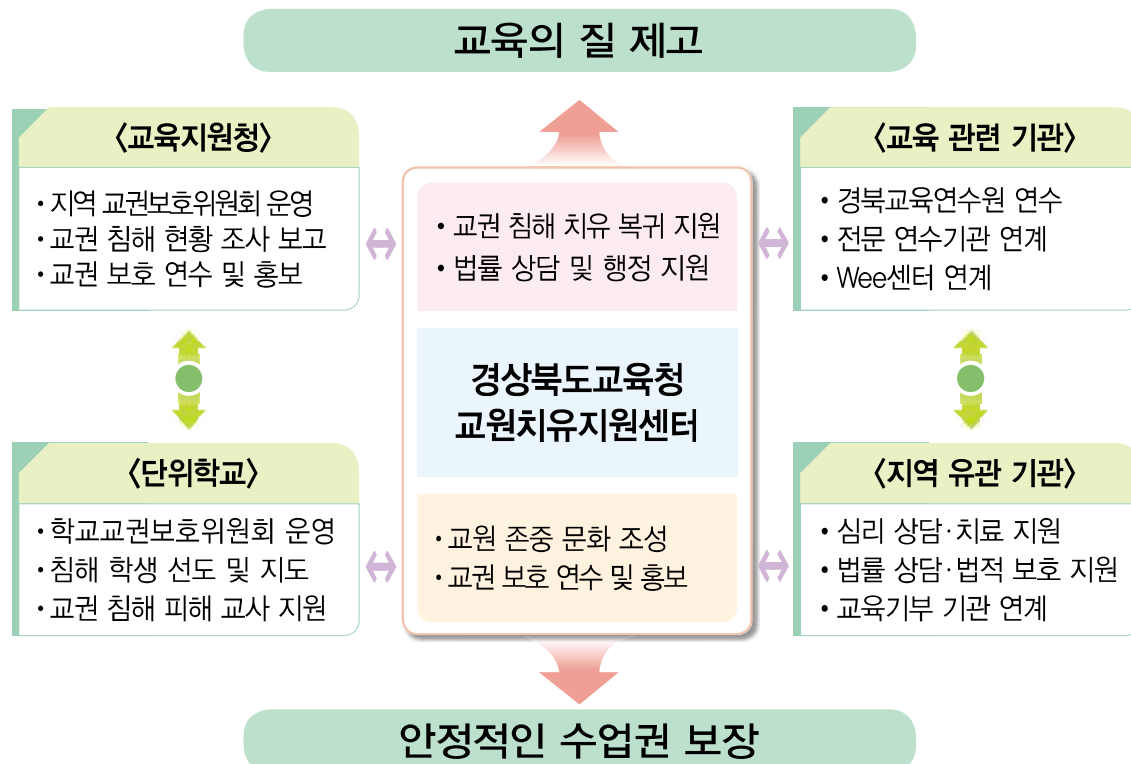 교육의 질 제고
〈교육지원청〉
· 지역 교권보호위원회 운영
· 교권 침해 현황 조사 보고
· 교권 보호 연수 및 홍보
• 교권 침해 치유 복귀 지원
• 법률 상담 및 행정 지원
〈교육 관련 기관〉
• 경북교육연수원 연수
• 전문 연수기관 연계
• Wee센터 연계
경상북도교육청
교원치유지원센터
〈단위학교〉
• 학교교권보호위원회 운영
• 침해 학생 선도 및 지도
• 교권 침해 피해 교사 지원
· 교원 존중 문화 조성
· 교권 보호 연수 및 홍보
〈지역 유관 기관〉
• 심리 상담·치료 지원
• 법률 상담·법적 보호 지원
• 교육기부 기관 연계
안정적인 수업권 보장